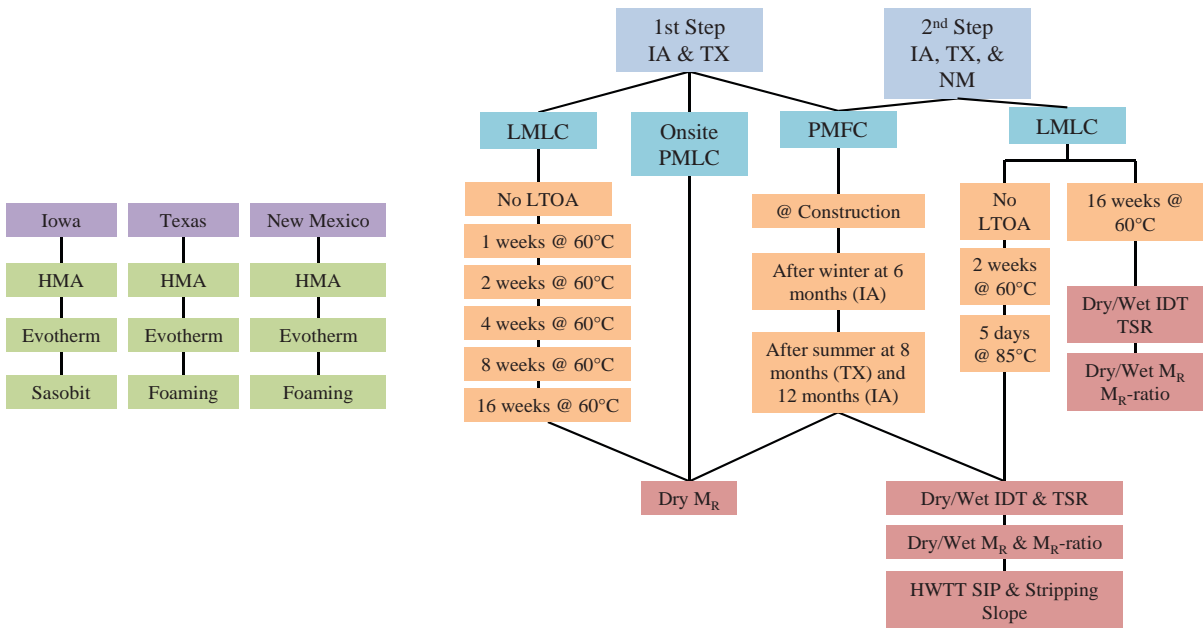 Iowa
HMA
Evotherm
Sasobit
Texas
HMA
Evotherm
Foaming
New Mexico
HMA
Evotherm
Foaming
1st Step
IA & TX
2nd Step
IA, TX, &
NM
LMLC
Onsite
PMLC
PMFC
LMLC
No LTOA
1 weeks @ 60°C
2 weeks @ 60°C
4 weeks @ 60°C
8 weeks @ 60°C
16 weeks @ 60°C
@ Construction
After winter at 6
months (IA)
After summer at 8
months (TX) and
12 months (IA)
No
LTOA
2 weeks
@ 60°C
5 days
@ 85°C
16 weeks @
60°C
Dry/Wet IDT
TSR
Dry/Wet MR
MR-ratio
Dry MR
Dry/Wet IDT & TSR
Dry/Wet MR & MR-ratio
HWTT SIP & Stripping
Slope